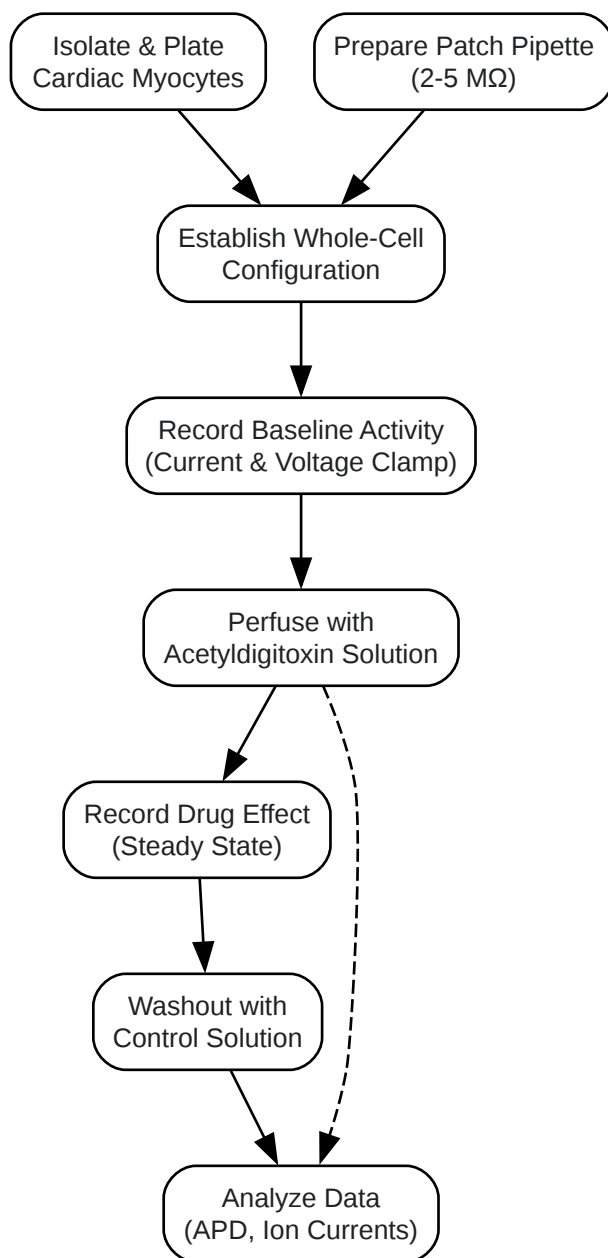 Isolate & Plate
Cardiac Myocytes
Prepare Patch Pipette
(2-5 MΩ)
Establish Whole-Cell
Configuration
Record Baseline Activity
(Current & Voltage Clamp)
Perfuse with
Acetyldigitoxin Solution
Record Drug Effect
(Steady State)
Washout with
Control Solution
Analyze Data
(APD, Ion Currents)